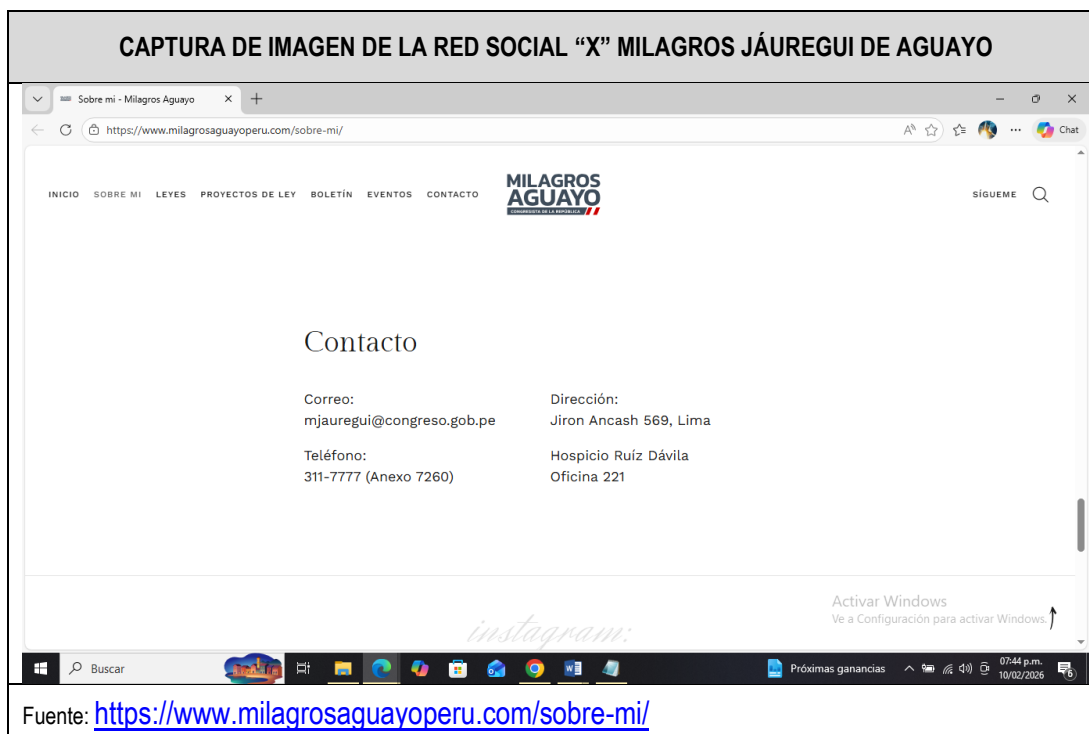 CAPTURA DE IMAGEN DE LA RED SOCIAL “X” MILAGROS JÁUREGUI DE AGUAYO
Sobre mi - Milagros Aguayo
https://www.milagrosaguayoperu.com/sobre-mi/
Chat
INICIO SOBRE MI LEYES PROYECTOS DE LEY BOLETÍN EVENTOS CONTACTO
MILAGROS
AGUAYO
CONGRESISTA DE LA REPÚBLICA
SÍGUEME
Contacto
Correo:
mjauregui@congreso.gob.pe
Teléfono:
311-7777 (Anexo 7260)
Dirección:
Jiron Ancash 569, Lima
Hospicio Ruíz Dávila
Oficina 221
instagram:
Activar Windows
Ve a Configuración para activar Windows.
Buscar
Próximas ganancias
07:44 p.m.
10/02/2026
6
Fuente: https://www.milagrosaguayoperu.com/sobre-mi/